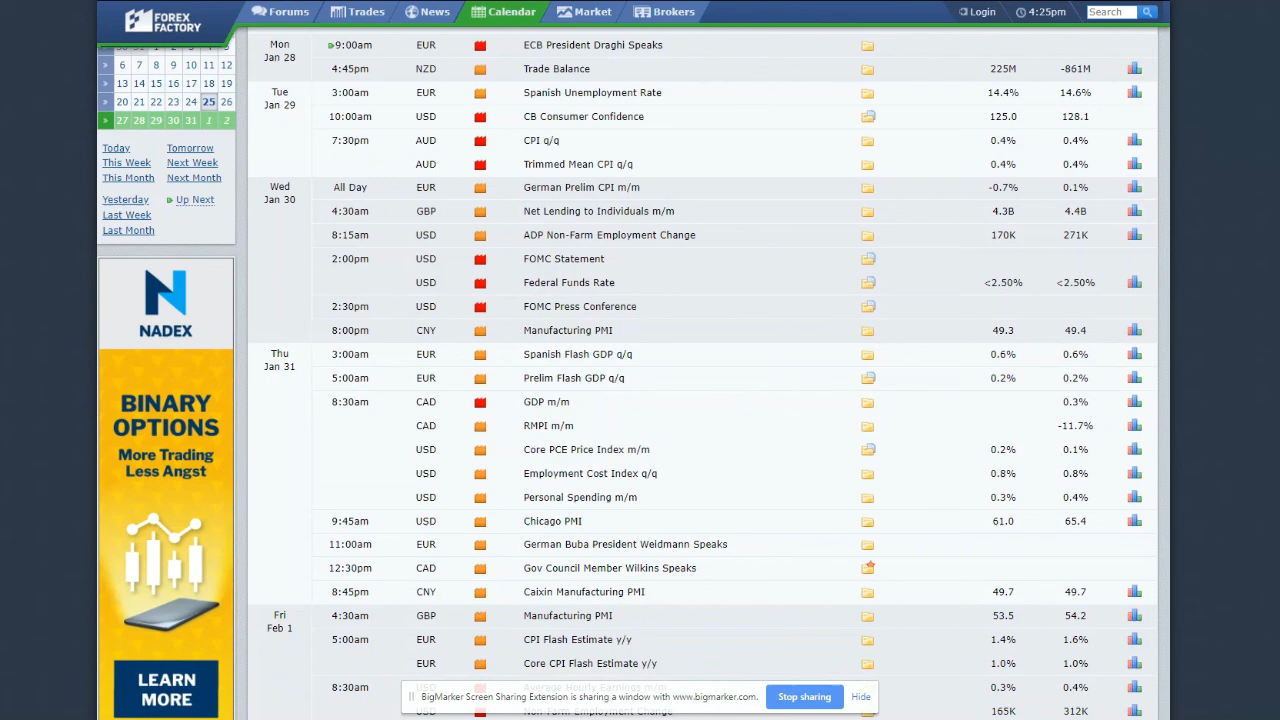 FOREX
FACTORY
Forums Trades News Calendar Market Brokers Login 4:25pm Search
» 6 7 8 9 10 11 12
» 13 14 15 16 17 18 19
» 20 21 22 23 24 25 26
» 27 28 29 30 31 1 2
Today Tomorrow
This Week Next Week
This Month Next Month
Yesterday Up Next
Last Week
Last Month
NADEX
BINARY
OPTIONS
More Trading
Less Angst
LEARN
MORE
Mon 9:00am EUR ECB President Draghi Speaks
Jan 28
4:45pm NZD Trade Balance 225M -861M
Tue 3:00am EUR Spanish Unemployment Rate 14.4% 14.6%
Jan 29
10:00am USD CB Consumer Confidence 125.0 128.1
7:30pm AUD CPI q/q 0.4% 0.4%
AUD Trimmed Mean CPI q/q 0.4% 0.4%
Wed All Day EUR German Prelim CPI m/m -0.7% 0.1%
Jan 30
4:30am GBP Net Lending to Individuals m/m 4.3B 4.4B
8:15am USD ADP Non-Farm Employment Change 170K 271K
2:00pm USD FOMC Statement
USD Federal Funds Rate <2.50% <2.50%
2:30pm USD FOMC Press Conference
8:00pm CNY Manufacturing PMI 49.3 49.4
Thu 3:00am EUR Spanish Flash GDP q/q 0.6% 0.6%
Jan 31
5:00am EUR Prelim Flash GDP q/q 0.2% 0.2%
8:30am CAD GDP m/m 0.3%
CAD RMPI m/m -11.7%
USD Core PCE Price Index m/m 0.2% 0.1%
USD Employment Cost Index q/q 0.8% 0.8%
USD Personal Spending m/m 0.3% 0.4%
9:45am USD Chicago PMI 61.0 65.4
11:00am EUR German Buba President Weidmann Speaks
12:30pm CAD Gov Council Member Wilkins Speaks
8:45pm CNY Caixin Manufacturing PMI 49.7 49.7
Fri 4:30am GBP Manufacturing PMI 53.5 54.2
Feb 1
5:00am EUR CPI Flash Estimate y/y 1.4% 1.6%
EUR Core CPI Flash Estimate y/y 1.0% 1.0%
8:30am Average Hourly Earnings m/m 0.3% 0.4%
BigMarker Screen Sharing Extension is sharing a window with www.bigmarker.com. Stop sharing Hide
Non-Farm Employment Change 165K 312K